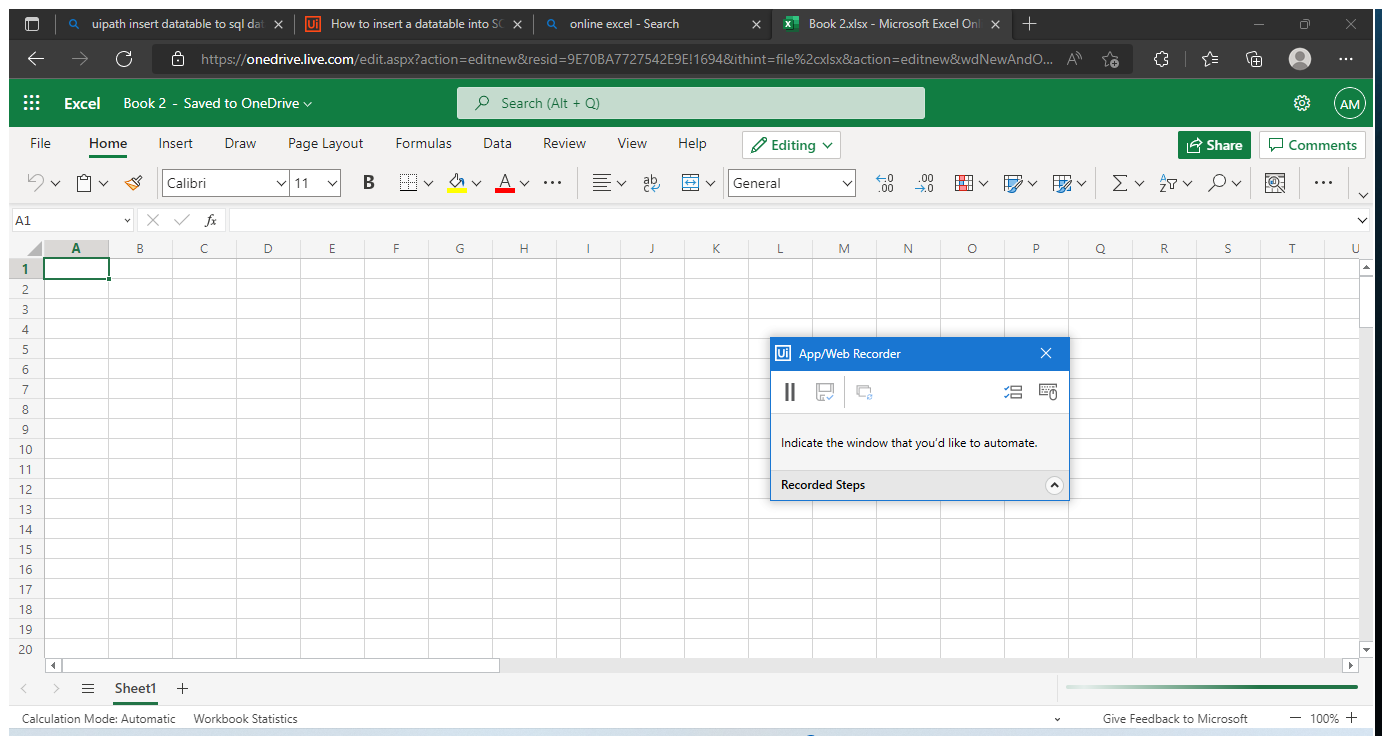 uipath insert datatable to sql dat
Ui How to insert a datatable into SQ
online excel - Search
Book 2.xlsx - Microsoft Excel Onl
https://onedrive.live.com/edit.aspx?action=editnew&resid=9E70BA7727542E9E!1694&ithint=file%2cxlsx&action=editnew&wdNewAndO...
Excel Book 2 - Saved to OneDrive
Search (Alt + Q)
AM
File Home Insert Draw Page Layout Formulas Data Review View Help Editing Share Comments
Calibri 11 B A ab General .00 .00
A1 fx
A B C D E F G H I J K L M N O P Q R S T U
1
2
3
4
5
6
7
8
9
10
11
12
13
14
15
16
17
18
19
20
Ui App/Web Recorder
Indicate the window that you'd like to automate.
Recorded Steps
Sheet1
Calculation Mode: Automatic Workbook Statistics
Give Feedback to Microsoft 100%